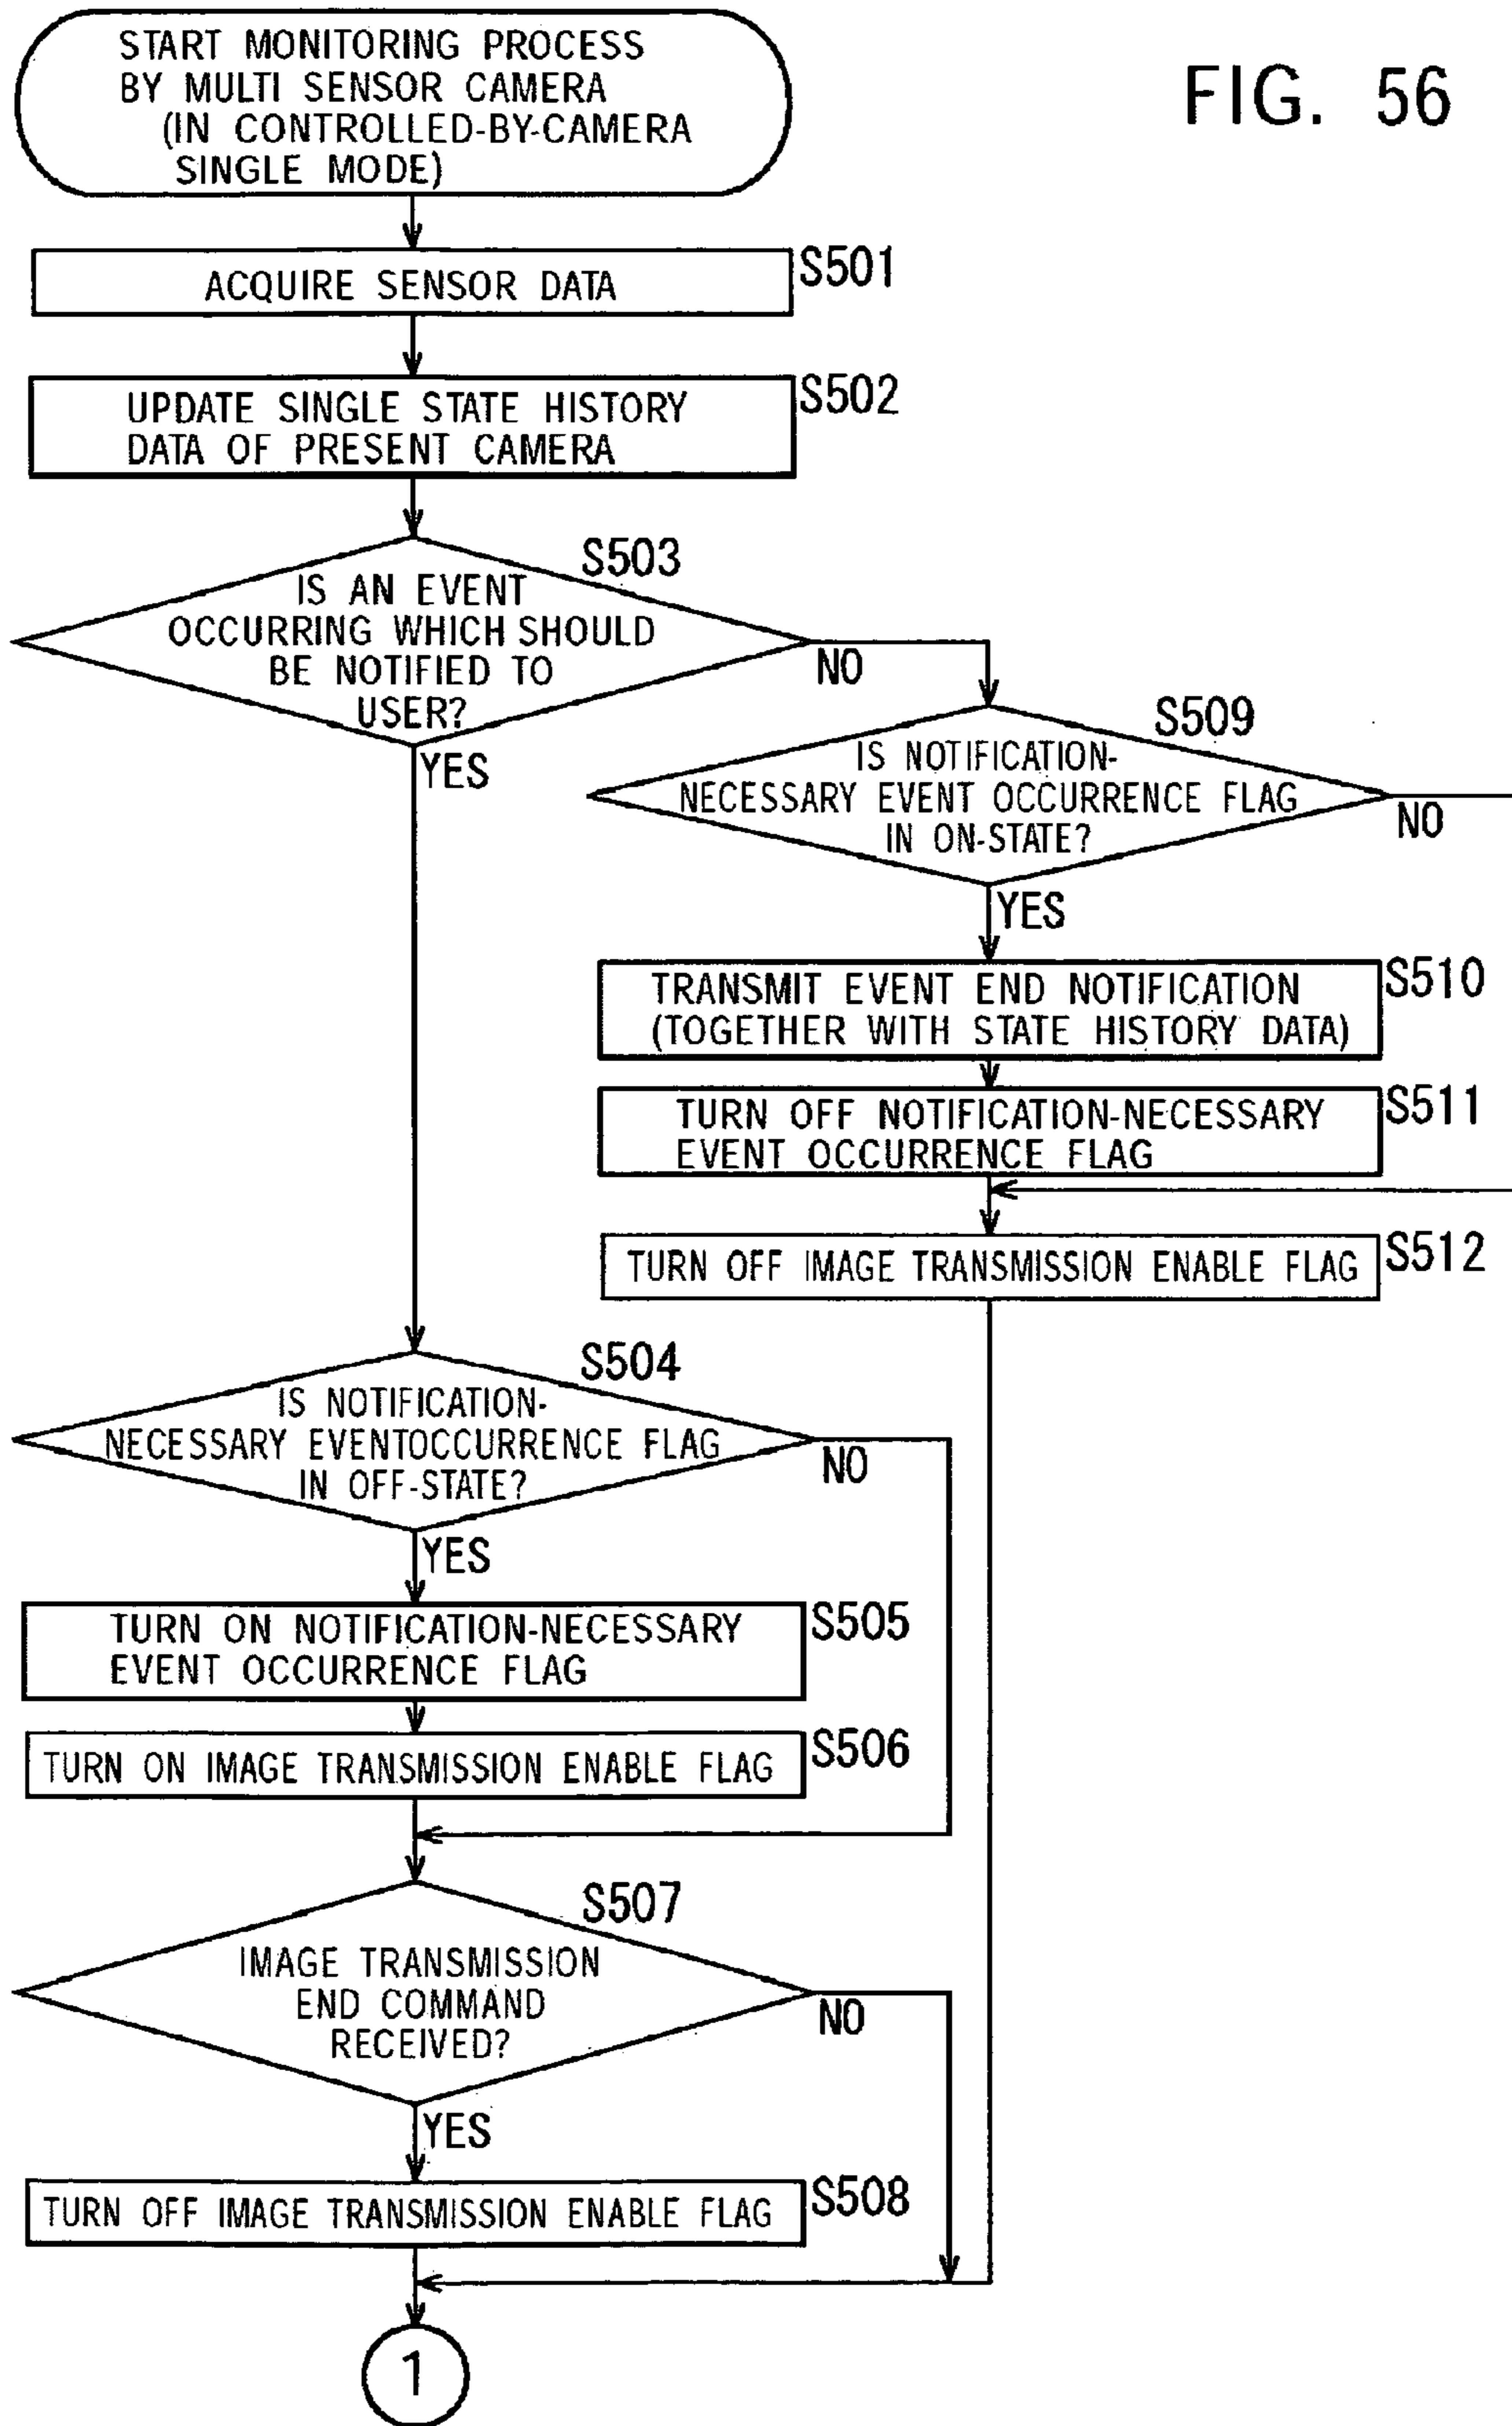 FIG. 56
START MONITORING PROCESS
BY MULTI SENSOR CAMERA
(IN CONTROLLED-BY-CAMERA
SINGLE MODE)
ACQUIRE SENSOR DATA
S501
UPDATE SINGLE STATE HISTORY
DATA OF PRESENT CAMERA
S502
S503
IS AN EVENT
OCCURRING WHICH SHOULD
BE NOTIFIED TO
USER?
NO
YES
S509
IS NOTIFICATION-
NECESSARY EVENT OCCURRENCE FLAG
IN ON-STATE?
NO
YES
TRANSMIT EVENT END NOTIFICATION
(TOGETHER WITH STATE HISTORY DATA)
S510
TURN OFF NOTIFICATION-NECESSARY
EVENT OCCURRENCE FLAG
S511
TURN OFF IMAGE TRANSMISSION ENABLE FLAG
S512
S504
IS NOTIFICATION-
NECESSARY EVENTOCCURRENCE FLAG
IN OFF-STATE?
NO
YES
TURN ON NOTIFICATION-NECESSARY
EVENT OCCURRENCE FLAG
S505
TURN ON IMAGE TRANSMISSION ENABLE FLAG
S506
S507
IMAGE TRANSMISSION
END COMMAND
RECEIVED?
NO
YES
TURN OFF IMAGE TRANSMISSION ENABLE FLAG
S508
1